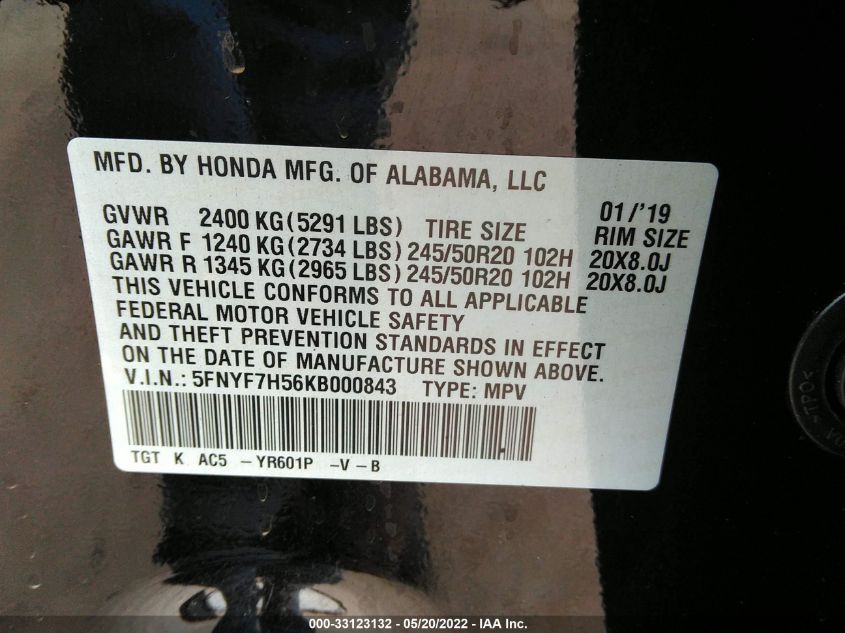 MFD. BY HONDA MFG. OF ALABAMA, LLC
01/'19
GVWR 2400 KG(5291 LBS) TIRE SIZE RIM SIZE
GAWR F 1240 KG(2734 LBS) 245/50R20 102H 20X8.0J
GAWR R 1345 KG(2965 LBS) 245/50R20 102H 20X8.0J
THIS VEHICLE CONFORMS TO ALL APPLICABLE
FEDERAL MOTOR VEHICLE SAFETY
AND THEFT PREVENTION STANDARDS IN EFFECT
ON THE DATE OF MANUFACTURE SHOWN ABOVE.
V.I.N.: 5FNYF7H56KB000843 TYPE: MPV
TGT K AC5 -YR601P -V-B
000-33123132 - 05/20/2022 - IAA Inc.